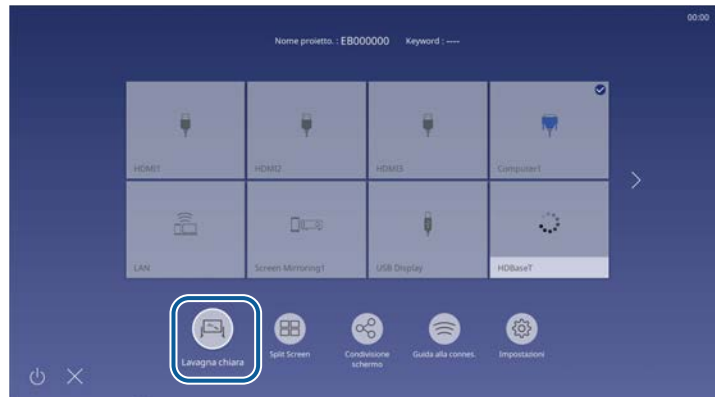 00:00
Nome proietto. : EB000000 Keyword : ----
HDMI1 HDMI2 HDMI3 Computer1
LAN Screen Mirroring1 USB Display HDBaseT
Lavagna chiara Split Screen Condivisione schermo Guida alla connes. Impostazioni